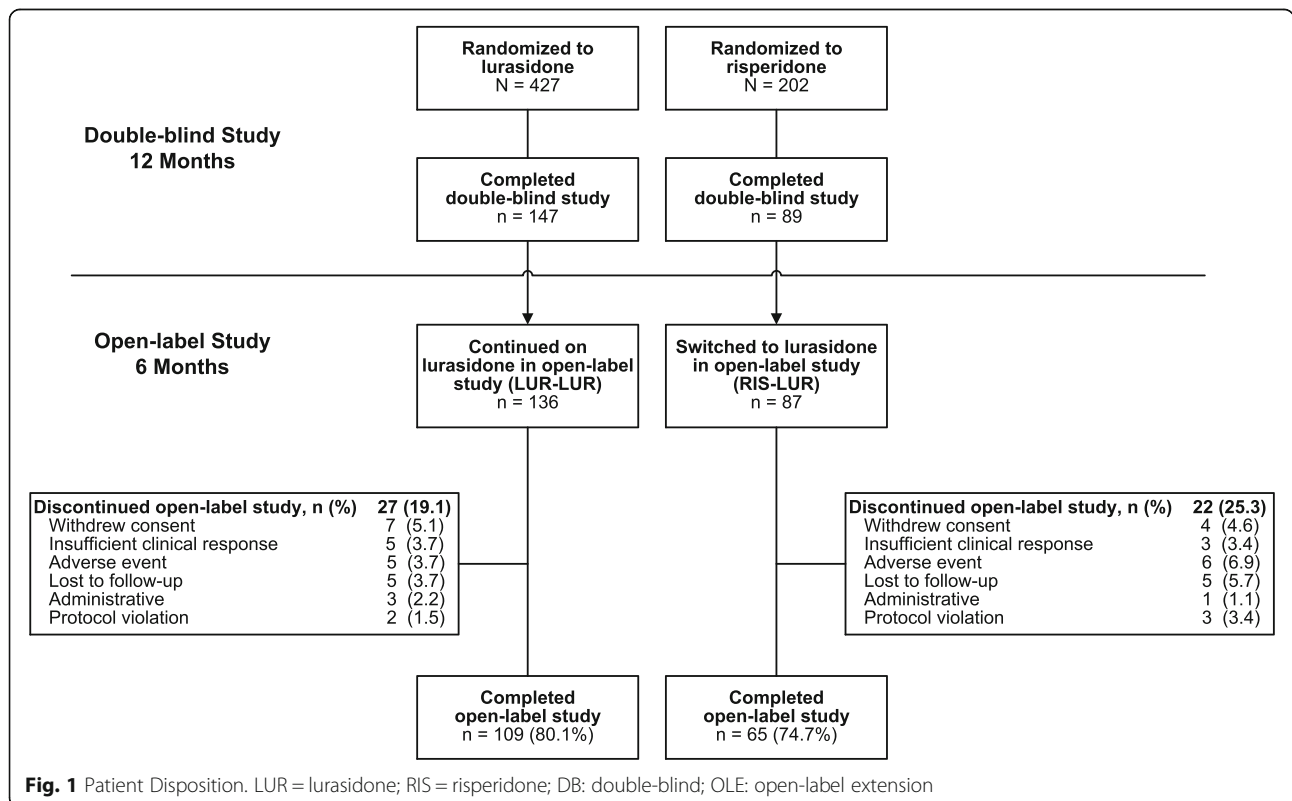 Randomized to
lurasidone
N = 427
Randomized to
risperidone
N = 202
Double-blind Study
12 Months
Completed
double-blind study
n = 147
Completed
double-blind study
n = 89
Open-label Study
6 Months
Continued on
lurasidone in open-label
study (LUR-LUR)
n = 136
Switched to lurasidone
in open-label study
(RIS-LUR)
n = 87
Discontinued open-label study, n (%) 27 (19.1)
Withdrew consent 7 (5.1)
Insufficient clinical response 5 (3.7)
Adverse event 5 (3.7)
Lost to follow-up 5 (3.7)
Administrative 3 (2.2)
Protocol violation 2 (1.5)
Discontinued open-label study, n (%) 22 (25.3)
Withdrew consent 4 (4.6)
Insufficient clinical response 3 (3.4)
Adverse event 6 (6.9)
Lost to follow-up 5 (5.7)
Administrative 1 (1.1)
Protocol violation 3 (3.4)
Completed
open-label study
n = 109 (80.1%)
Completed
open-label study
n = 65 (74.7%)
Fig. 1 Patient Disposition. LUR = lurasidone; RIS = risperidone; DB: double-blind; OLE: open-label extension